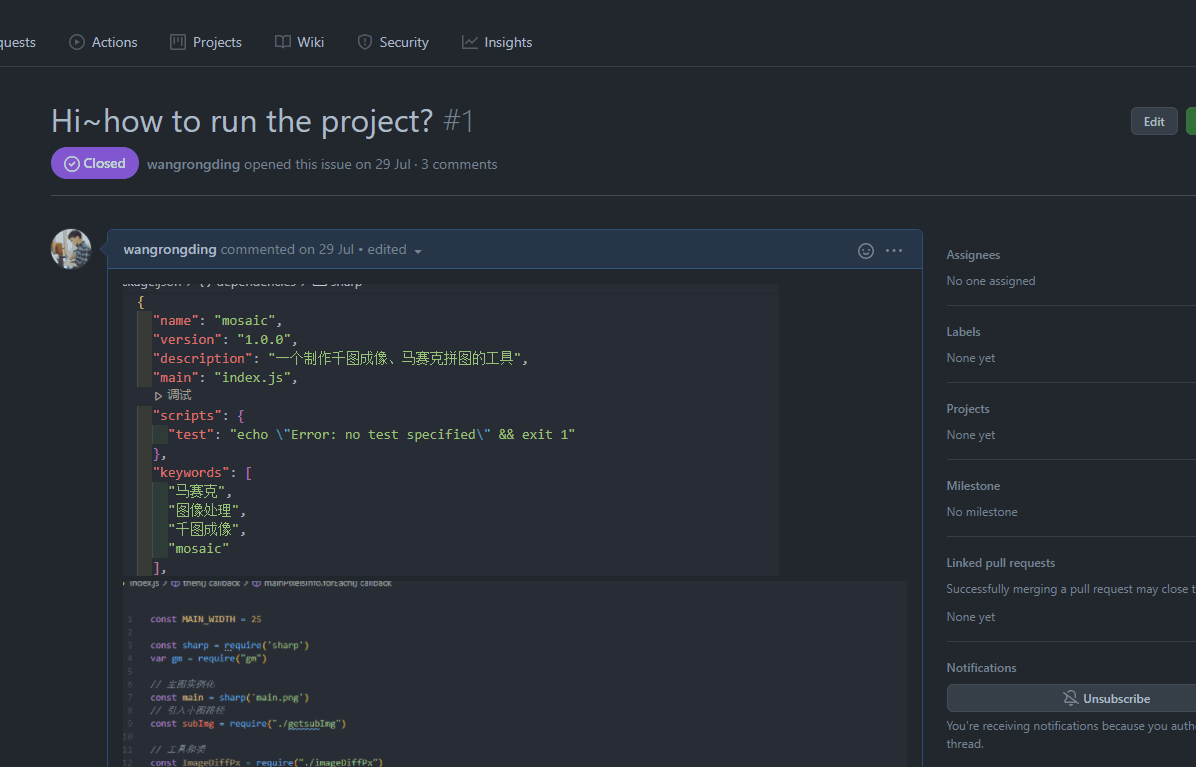 quests Actions Projects Wiki Security Insights
Hi~how to run the project? #1
Edit
Closed wangrongding opened this issue on 29 Jul · 3 comments
wangrongding commented on 29 Jul • edited
dependencies > sharp
{
"name": "mosaic",
"version": "1.0.0",
"description": "一个制作千图成像、马赛克拼图的工具",
"main": "index.js",
调试
"scripts": {
"test": "echo \"Error: no test specified\" && exit 1"
},
"keywords": [
"马赛克",
"图像处理",
"千图成像",
"mosaic"
],
index.js > then() callback > mainPixelsInfo.forEach() callback
1 const MAIN_WIDTH = 25
2
3 const sharp = require('sharp')
4 var gm = require("gm")
5
6 // 主图实例化
7 const main = sharp('main.png')
8 // 引入小图路径
9 const subImg = require("./getsubImg")
10
11 // 工具和类
12 const imageDiffPx = require("./imageDiffPx")
Assignees
No one assigned
Labels
None yet
Projects
None yet
Milestone
No milestone
Linked pull requests
Successfully merging a pull request may close t
None yet
Notifications
Unsubscribe
You're receiving notifications because you auth
thread.